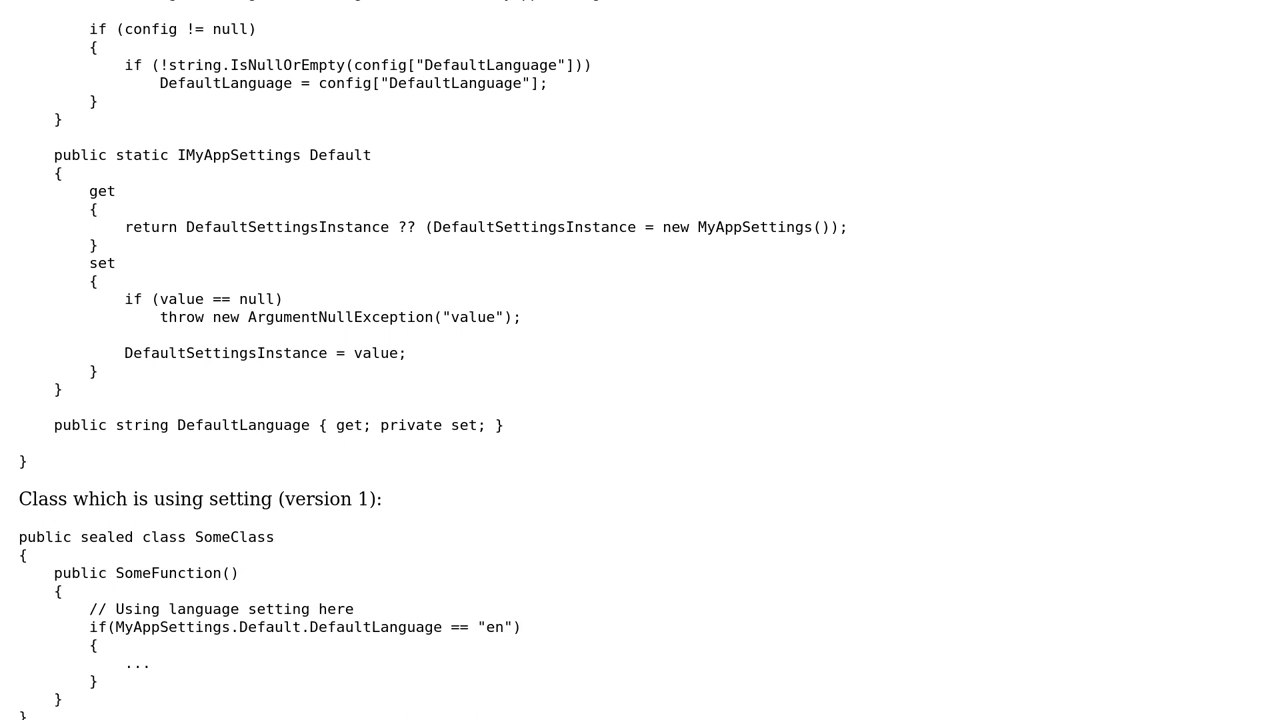 if (config != null)
        {
            if (!string.IsNullOrEmpty(config["DefaultLanguage"]))
                DefaultLanguage = config["DefaultLanguage"];
        }
    }

    public static IMyAppSettings Default
    {
        get
        {
            return DefaultSettingsInstance ?? (DefaultSettingsInstance = new MyAppSettings());
        }
        set
        {
            if (value == null)
                throw new ArgumentNullException("value");

            DefaultSettingsInstance = value;
        }
    }

    public string DefaultLanguage { get; private set; }

}
Class which is using setting (version 1):
public sealed class SomeClass
{
    public SomeFunction()
    {
        // Using language setting here
        if(MyAppSettings.Default.DefaultLanguage == "en")
        {
            ...
        }
    }
}